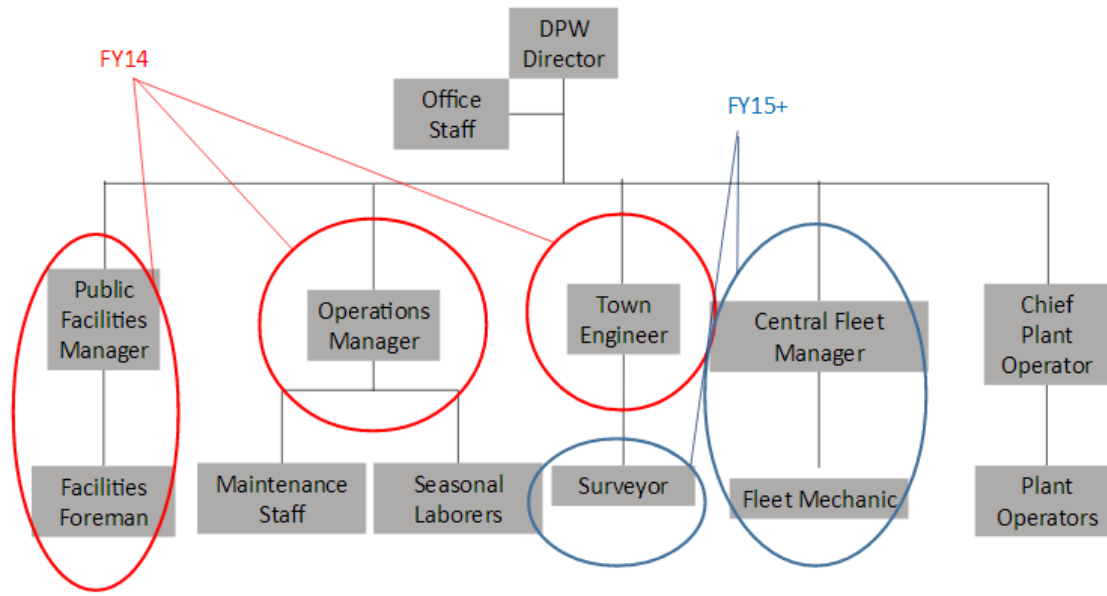 DPW
Director
FY14
Office
Staff
FY15+
Public
Facilities
Manager
Operations
Manager
Town
Engineer
Central Fleet
Manager
Chief
Plant
Operator
Facilities
Foreman
Maintenance
Staff
Seasonal
Laborers
Surveyor
Fleet Mechanic
Plant
Operators